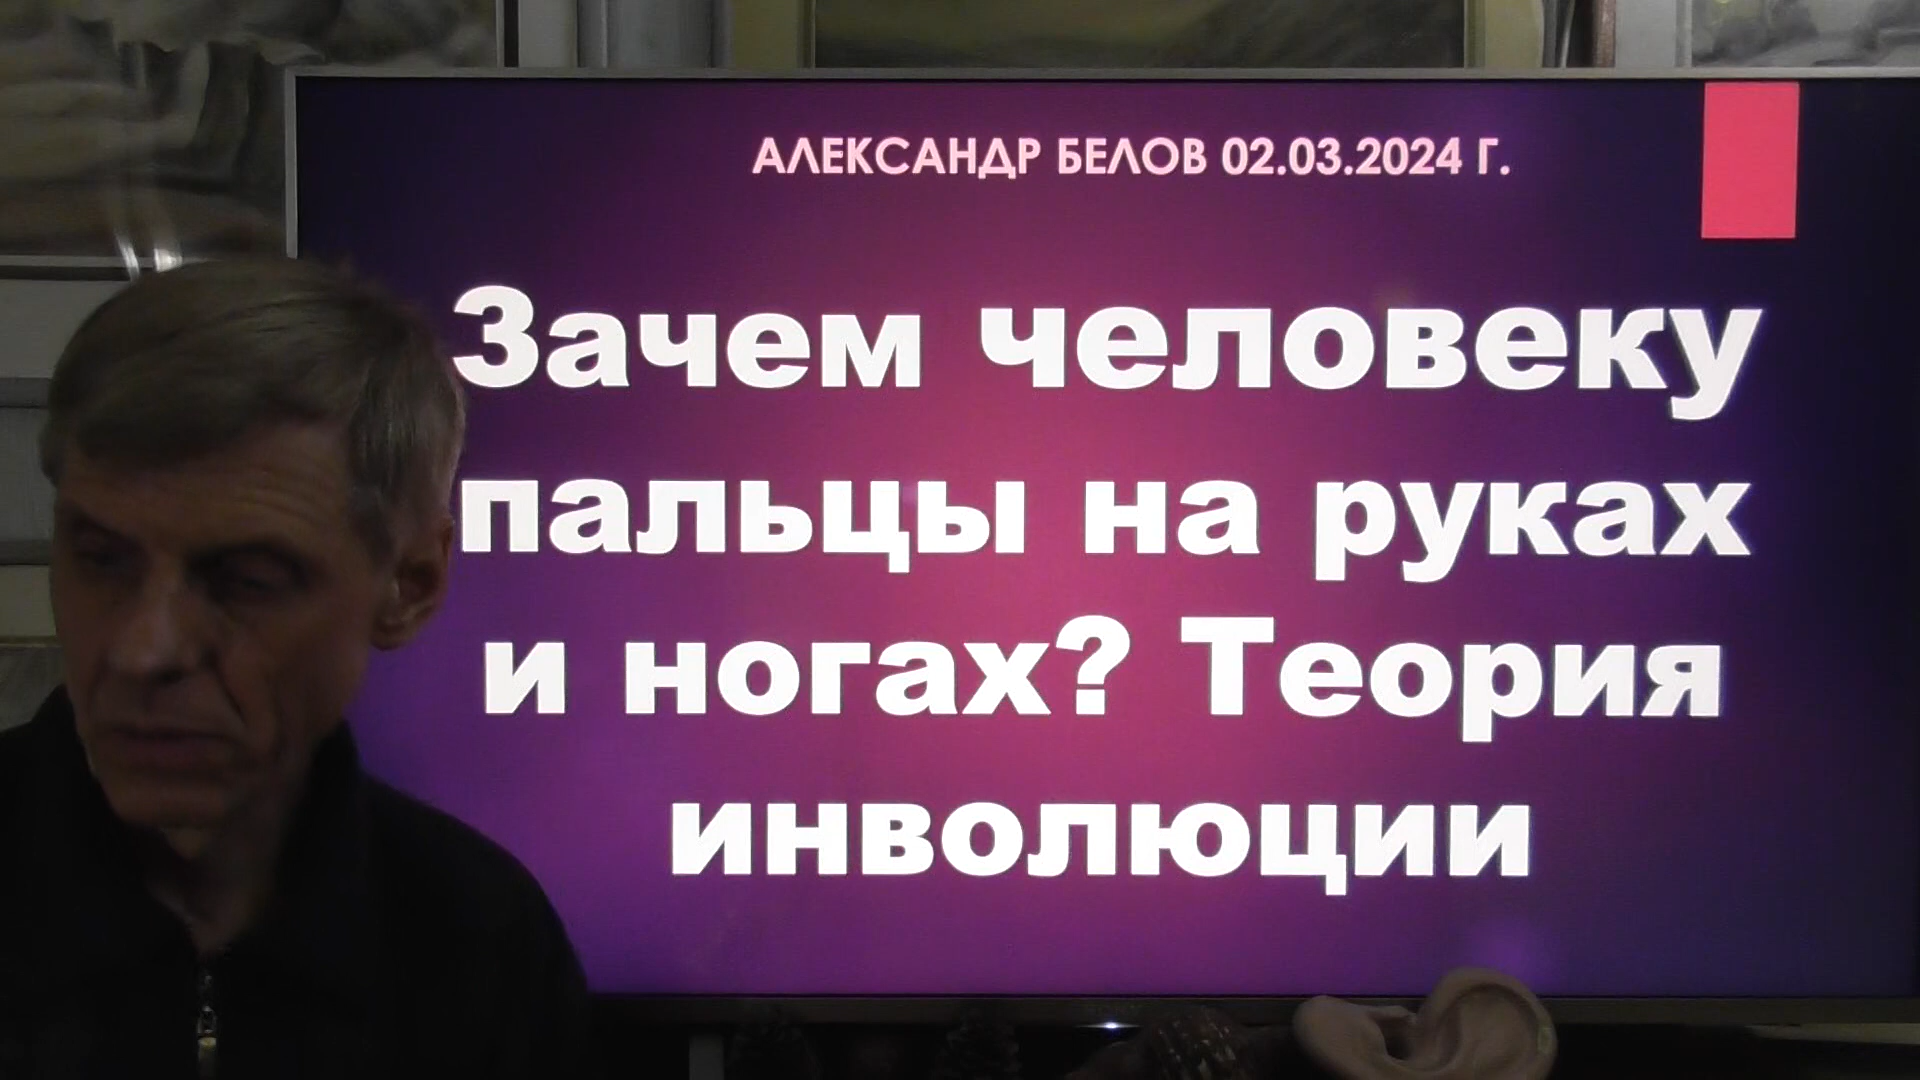 АЛЕКСАНДР БЕЛОВ 02.03.2024 Г.
Зачем человеку
пальцы на руках
и ногах? Теория
инволюции